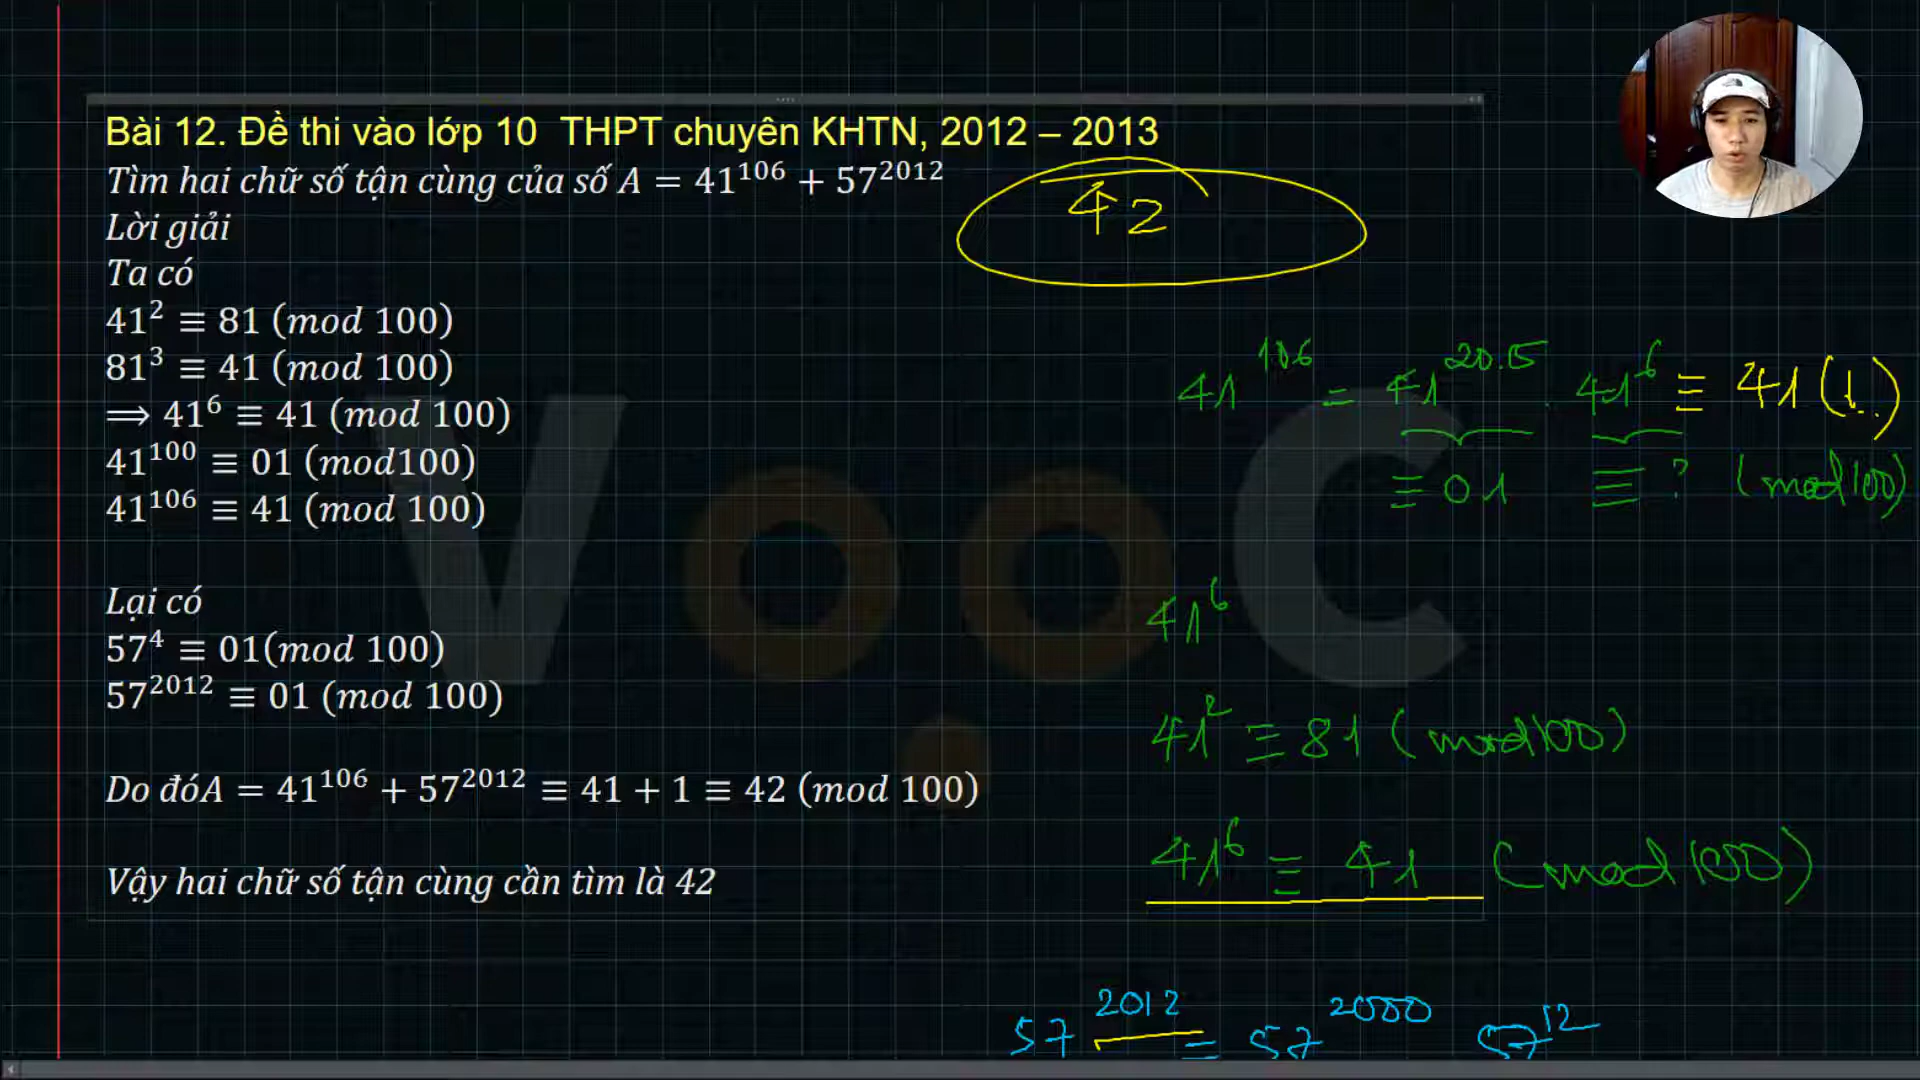 Bài 12. Đề thi vào lớp 10 THPT chuyên KHTN, 2012 – 2013
Tìm hai chữ số tận cùng của số A = 41^106 + 57^2012
42
Lời giải
Ta có
41^2 ≡ 81 (mod 100)
81^3 ≡ 41 (mod 100)
⟹ 41^6 ≡ 41 (mod 100)
41^100 ≡ 01 (mod100)
41^106 ≡ 41 (mod 100)
Lại có
57^4 ≡ 01(mod 100)
57^2012 ≡ 01 (mod 100)
Do đóA = 41^106 + 57^2012 ≡ 41 + 1 ≡ 42 (mod 100)
Vậy hai chữ số tận cùng cần tìm là 42
41^106 = 41^20.5 . 41^6 ≡ 41 (
≡ 01 ≡ ? (mod 100)
41^6
41^2 ≡ 81 (mod 100)
41^6 ≡ 41 (mod 100)
57^2012 = 57^2000 57^12
VooC